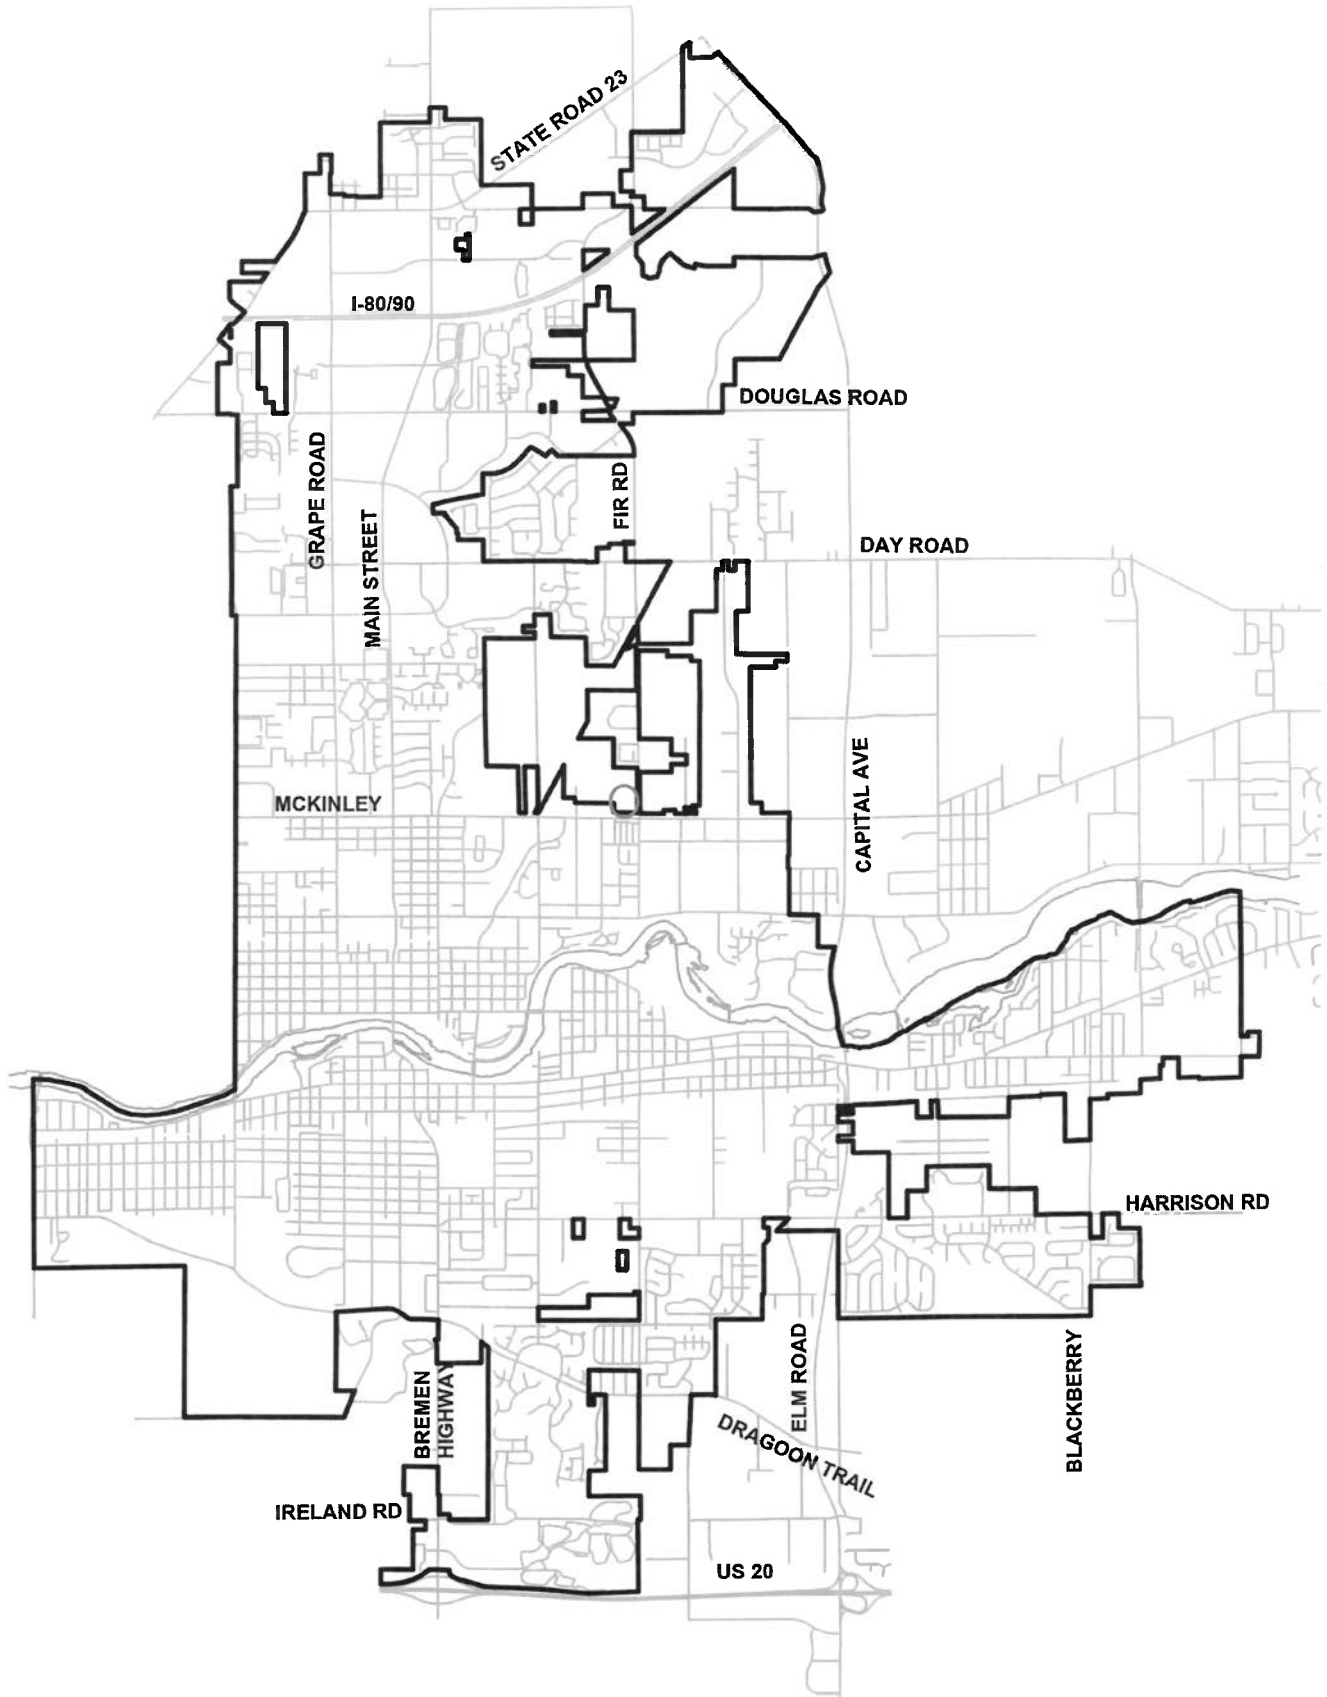 STATE ROAD 23
I-80/90
DOUGLAS ROAD
GRAPE ROAD
FIR RD
MAIN STREET
DAY ROAD
MCKINLEY
CAPITAL AVE
HARRISON RD
BREMEN
HIGHWAY
ELM ROAD
BLACKBERRY
DRAGOON TRAIL
IRELAND RD
US 20